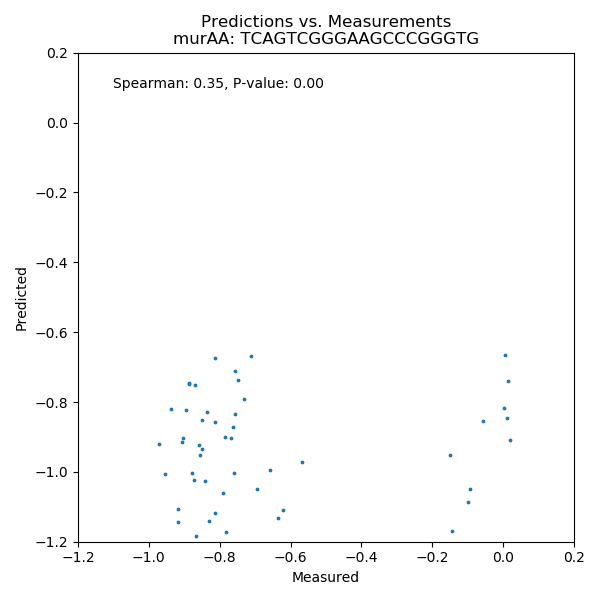 Predictions vs. Measurements
murAA: TCAGTCGGGAAGCCCGGGTG
0.2
Spearman: 0.35, P-value: 0.00
0.0
−0.2
−0.4
Predicted
−0.6
−0.8
−1.0
−1.2
−1.2 −1.0 −0.8 −0.6 −0.4 −0.2 0.0 0.2
Measured